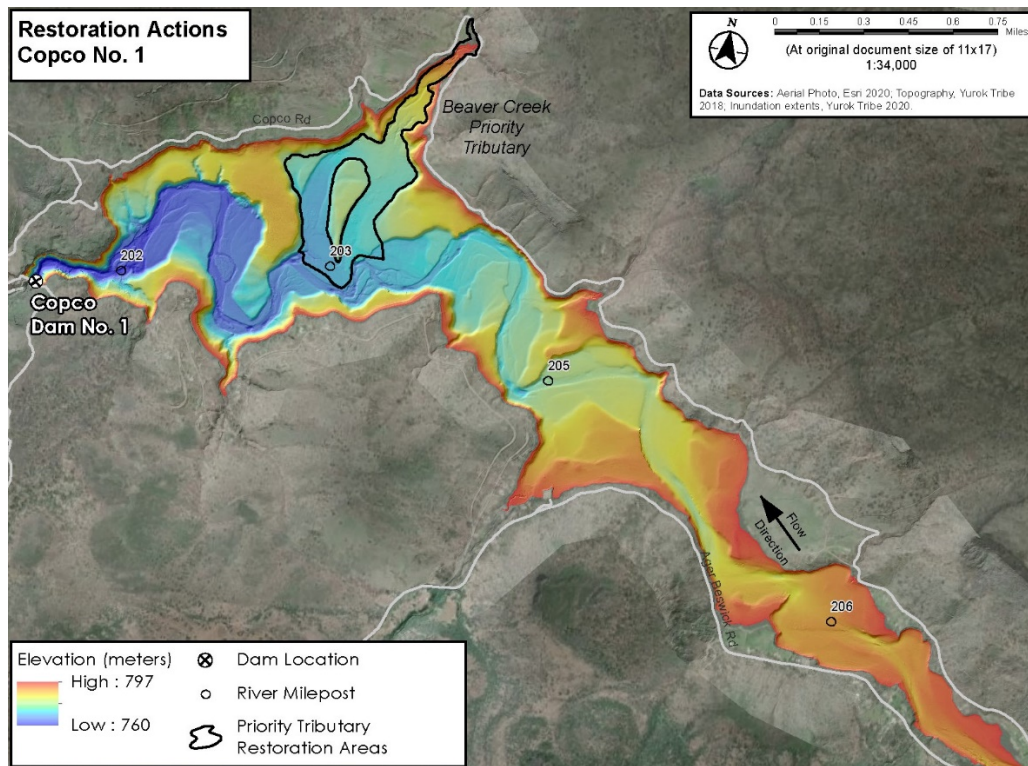 Restoration Actions
Copco No. 1
N
0 0.15 0.3 0.45 0.6 0.75
Miles
(At original document size of 11x17)
1:34,000
Data Sources: Aerial Photo, Esri 2020; Topography, Yurok Tribe
2018; Inundation extents, Yurok Tribe 2020.
Copco Rd
Beaver Creek
Priority
Tributary
202
203
Copco
Dam No. 1
205
Flow
Direction
Ager Beswick Rd
206
Elevation (meters)
High : 797
Low : 760
Dam Location
River Milepost
Priority Tributary
Restoration Areas